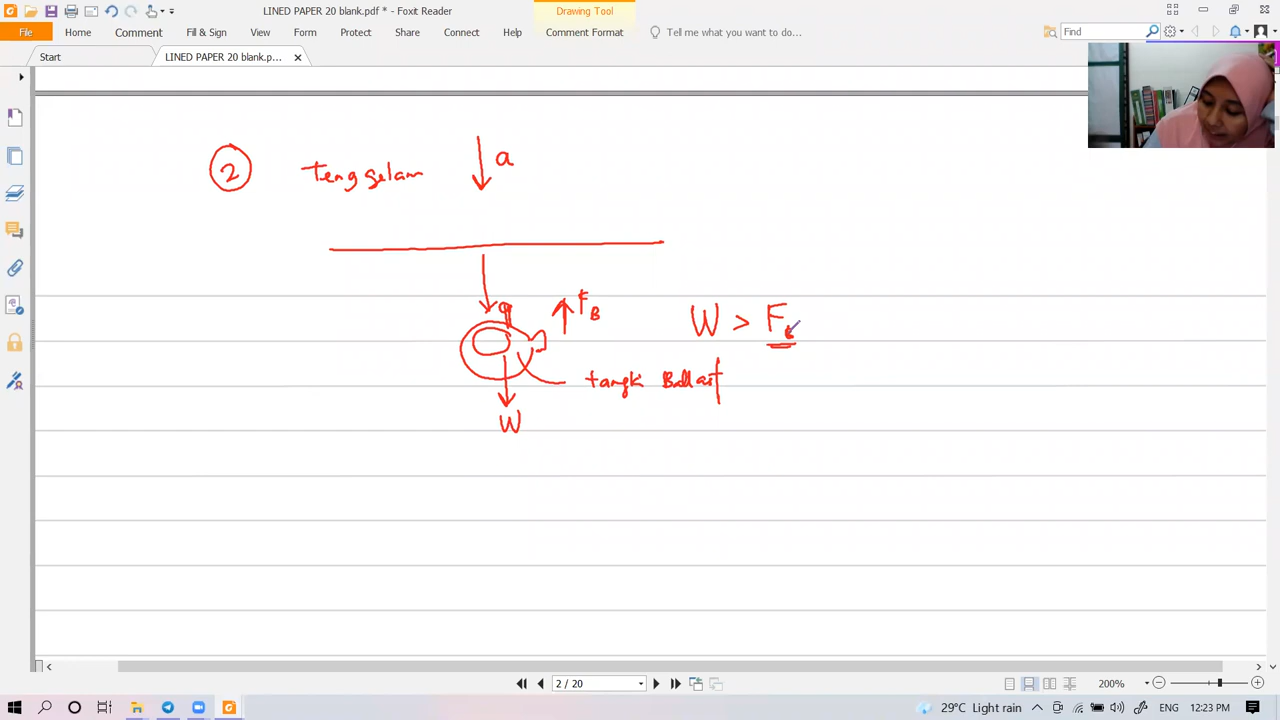 LINED PAPER 20 blank.pdf * - Foxit Reader
Drawing Tool
File
Home
Comment
Fill & Sign
View
Form
Protect
Share
Connect
Help
Comment Format
Tell me what you want to do...
Find
Start
LINED PAPER 20 blank.p...
2
Tenggelam
a
F_B
W > F_B
tangki Ballast
W
2 / 20
200%
29°C Light rain
ENG
12:23 PM